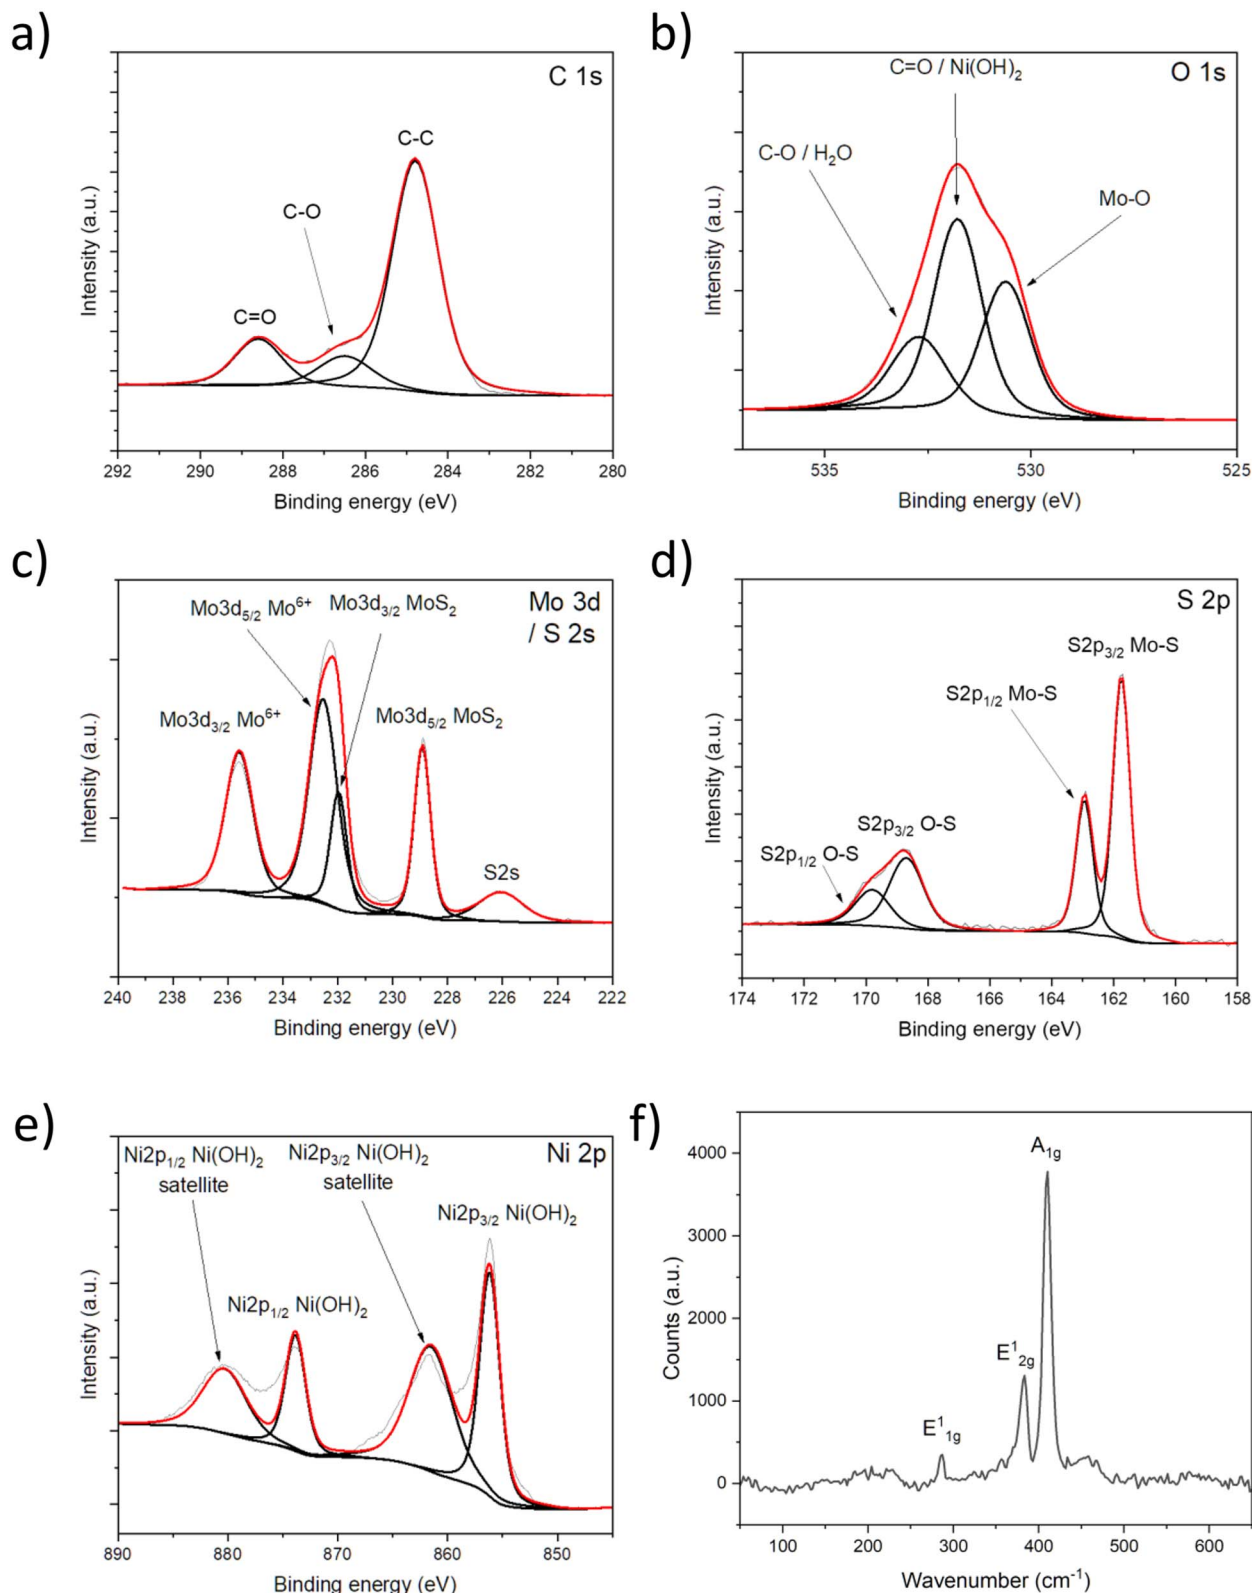 a)
C 1s
C-C
C-O
C=O
Intensity (a.u.)
292 290 288 286 284 282 280
Binding energy (eV)
b)
O 1s
C=O / Ni(OH)₂
C-O / H₂O
Mo-O
Intensity (a.u.)
535 530 525
Binding energy (eV)
c)
Mo 3d
/ S 2s
Mo3d₅/₂ Mo⁶⁺
Mo3d₃/₂ MoS₂
Mo3d₃/₂ Mo⁶⁺
Mo3d₅/₂ MoS₂
S2s
Intensity (a.u.)
240 238 236 234 232 230 228 226 224 222
Binding energy (eV)
d)
S 2p
S2p₃/₂ Mo-S
S2p₁/₂ Mo-S
S2p₃/₂ O-S
S2p₁/₂ O-S
Intensity (a.u.)
174 172 170 168 166 164 162 160 158
Binding energy (eV)
e)
Ni 2p
Ni2p₁/₂ Ni(OH)₂
satellite
Ni2p₃/₂ Ni(OH)₂
satellite
Ni2p₃/₂ Ni(OH)₂
Ni2p₁/₂ Ni(OH)₂
Intensity (a.u.)
890 880 870 860 850
Binding energy (eV)
f)
A₁g
E¹₂g
E¹₁g
4000
3000
2000
1000
0
Counts (a.u.)
100 200 300 400 500 600
Wavenumber (cm⁻¹)